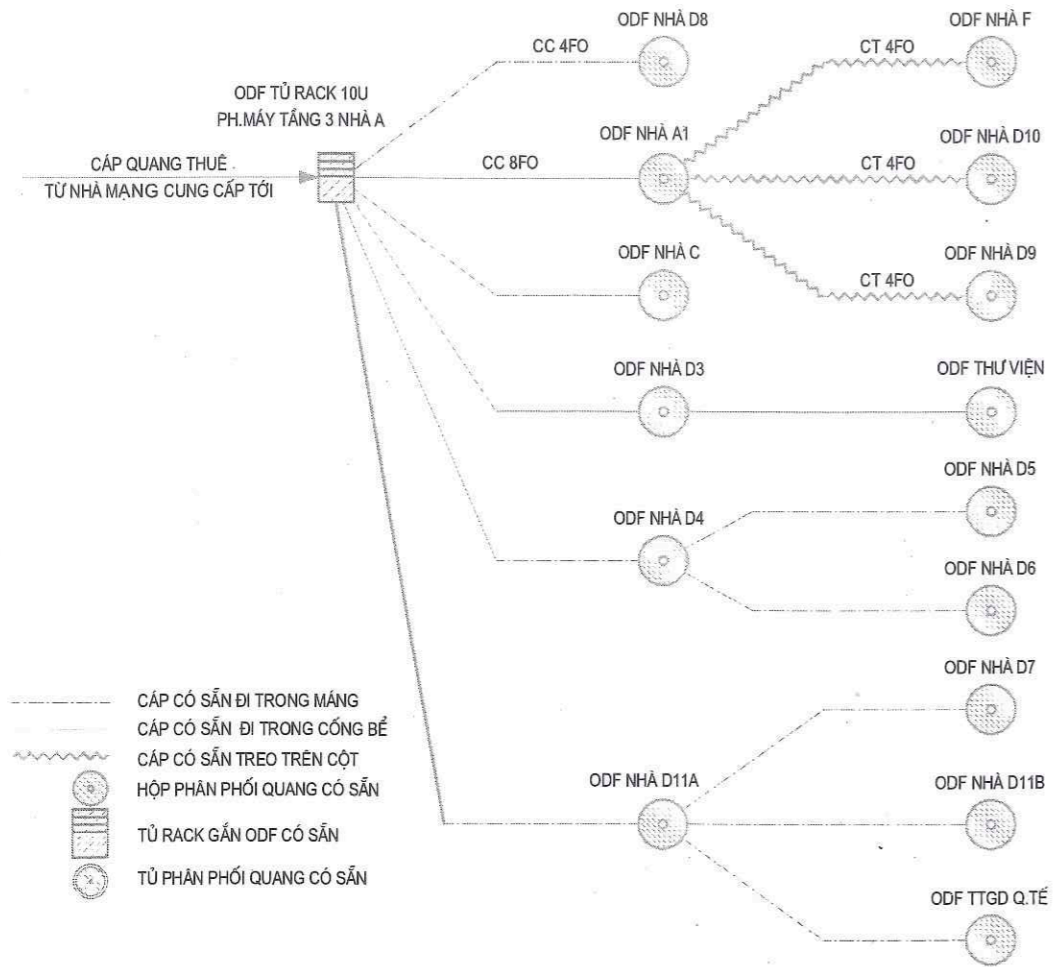 ODF NHÀ D8
ODF NHÀ F
CC 4FO
CT 4FO
ODF TỦ RACK 10U
PH.MÁY TẦNG 3 NHÀ A
ODF NHÀ A1
ODF NHÀ D10
CÁP QUANG THUÊ
TỪ NHÀ MẠNG CUNG CẤP TỚI
CC 8FO
CT 4FO
ODF NHÀ C
ODF NHÀ D9
CT 4FO
ODF NHÀ D3
ODF THƯ VIỆN
ODF NHÀ D5
ODF NHÀ D4
ODF NHÀ D6
ODF NHÀ D7
CÁP CÓ SẴN ĐI TRONG MÁNG
CÁP CÓ SẴN ĐI TRONG CỐNG BỂ
CÁP CÓ SẴN TREO TRÊN CỘT
HỘP PHÂN PHỐI QUANG CÓ SẴN
TỦ RACK GẮN ODF CÓ SẴN
TỦ PHÂN PHỐI QUANG CÓ SẴN
ODF NHÀ D11A
ODF NHÀ D11B
ODF TTGD Q.TẾ